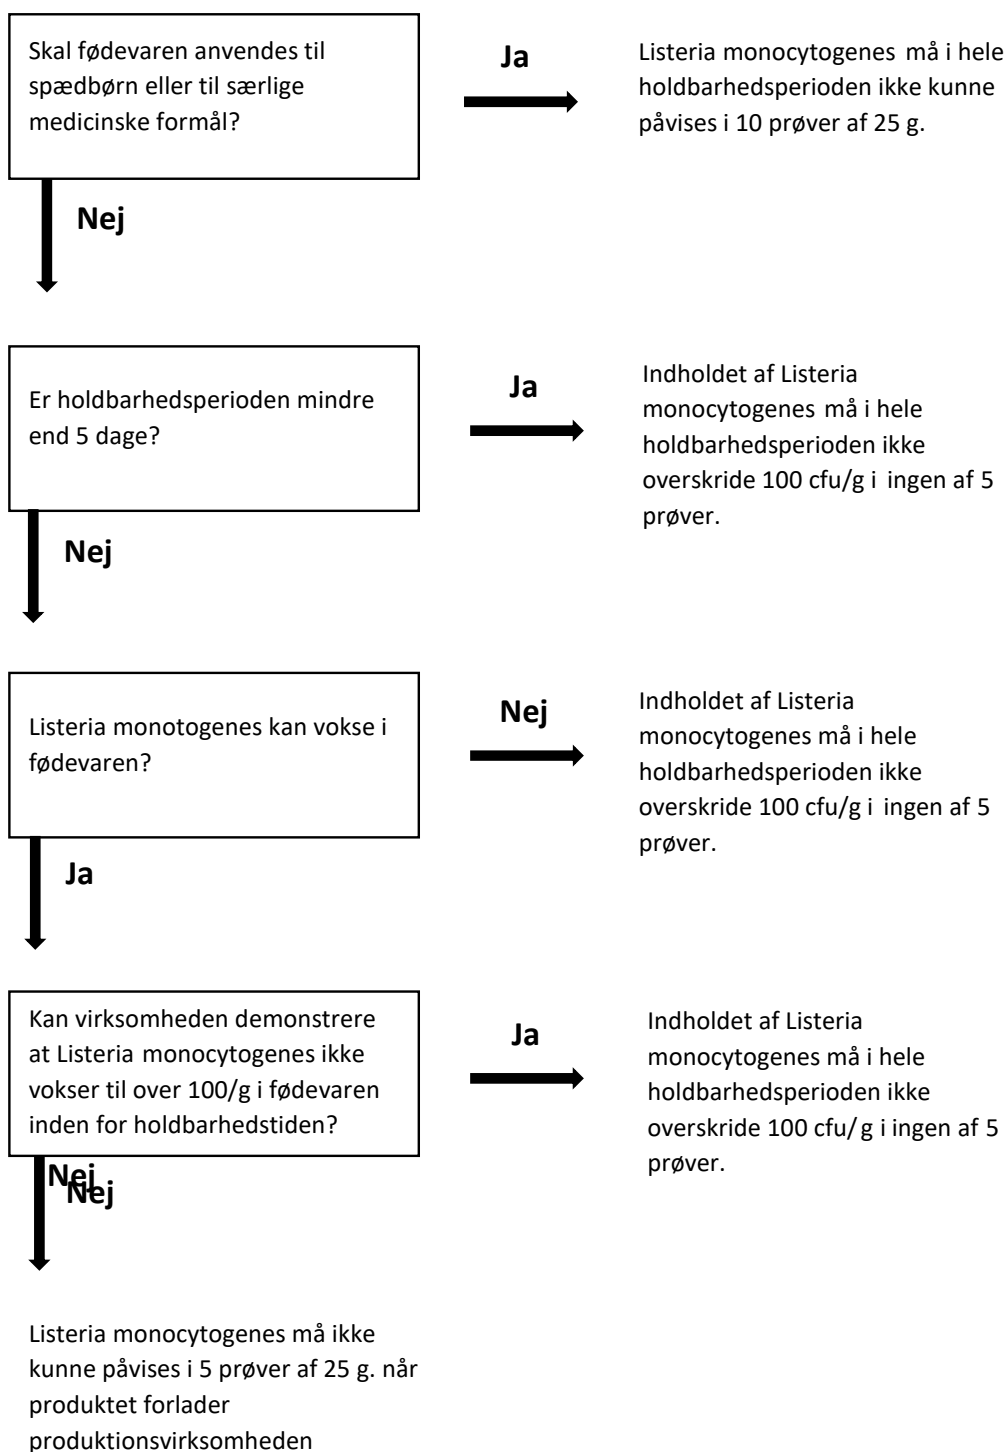 Skal fødevaren anvendes til
spædbørn eller til særlige
medicinske formål?
Ja
Listeria monocytogenes må i hele
holdbarhedsperioden ikke kunne
påvises i 10 prøver af 25 g.
Nej
Er holdbarhedsperioden mindre
end 5 dage?
Ja
Indholdet af Listeria
monocytogenes må i hele
holdbarhedsperioden ikke
overskride 100 cfu/g i ingen af 5
prøver.
Nej
Listeria monotogenes kan vokse i
fødevaren?
Nej
Indholdet af Listeria
monocytogenes må i hele
holdbarhedsperioden ikke
overskride 100 cfu/g i ingen af 5
prøver.
Ja
Kan virksomheden demonstrere
at Listeria monocytogenes ikke
vokser til over 100/g i fødevaren
inden for holdbarhedstiden?
Ja
Indholdet af Listeria
monocytogenes må i hele
holdbarhedsperioden ikke
overskride 100 cfu/g i ingen af 5
prøver.
Nej
Nej
Listeria monocytogenes må ikke
kunne påvises i 5 prøver af 25 g. når
produktet forlader
produktionsvirksomheden